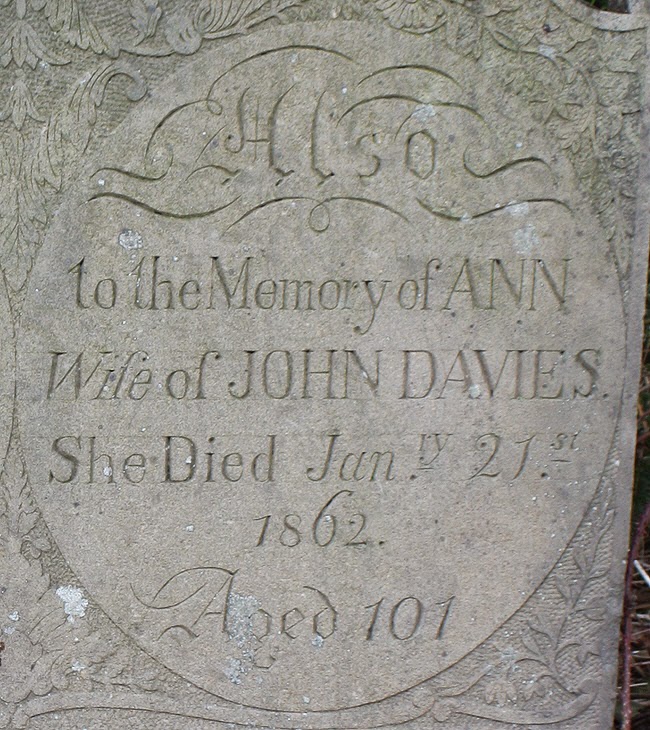 Also
to the Memory of ANN
Wife of JOHN DAVIES.
She Died Jan.ry 21.st
1862.
Aged 101